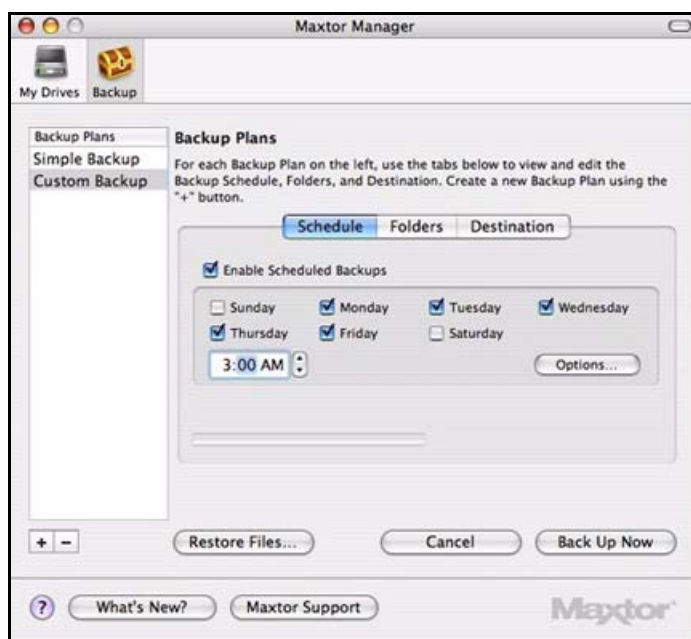 Maxtor Manager
My Drives
Backup
Backup Plans
Simple Backup
Custom Backup
Backup Plans
For each Backup Plan on the left, use the tabs below to view and edit the
Backup Schedule, Folders, and Destination. Create a new Backup Plan using the
"+" button.
Schedule Folders Destination
Enable Scheduled Backups
Sunday Monday Tuesday Wednesday
Thursday Friday Saturday
3:00 AM
Options...
+ −
Restore Files... Cancel Back Up Now
? What's New? Maxtor Support Maxtor